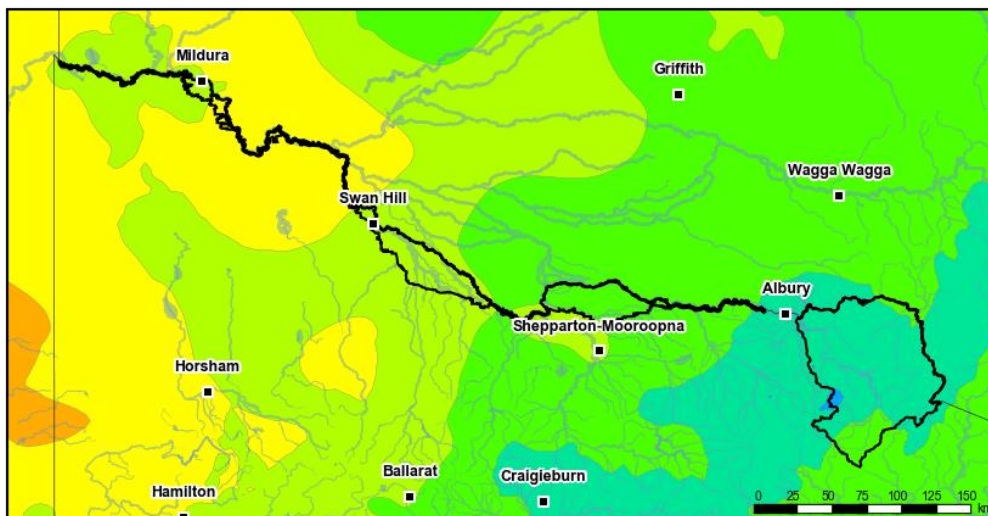 Mildura
Griffith
Wagga Wagga
Swan Hill
Albury
Shepparton-Mooroopna
Horsham
Ballarat
Craigieburn
Hamilton
0 25 50 75 100 125 150
km